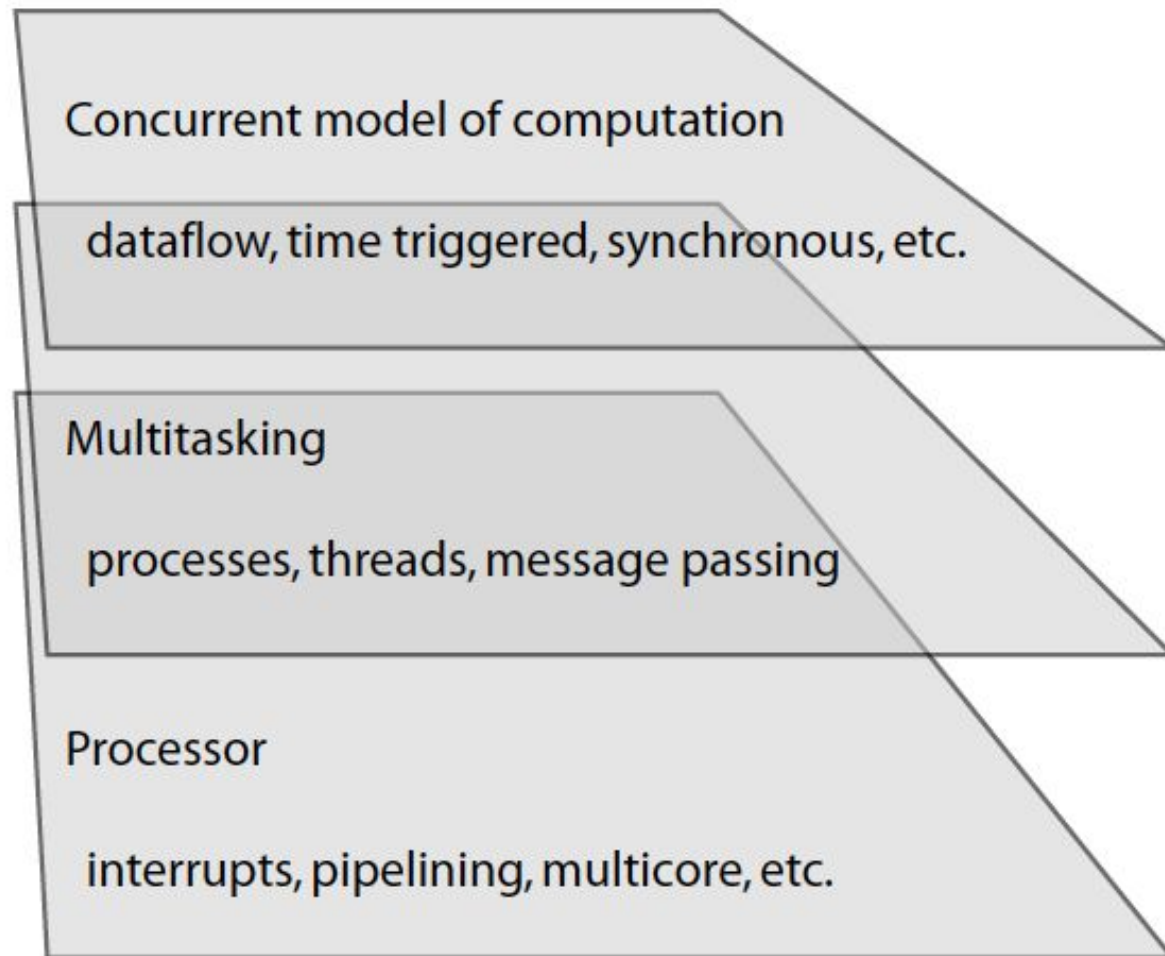 Concurrent model of computation
dataflow, time triggered, synchronous, etc.
Multitasking
processes, threads, message passing
Processor
interrupts, pipelining, multicore, etc.